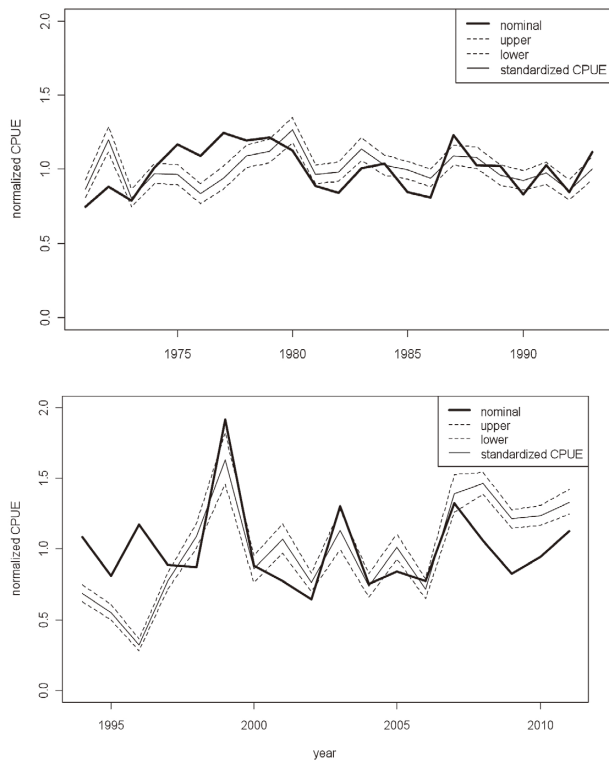 2.0
1.5
1.0
0.5
0.0
normalized CPUE
nominal
upper
lower
standardized CPUE
1975
1980
1985
1990
2.0
1.5
1.0
0.5
0.0
normalized CPUE
nominal
upper
lower
standardized CPUE
1995
2000
2005
2010
year